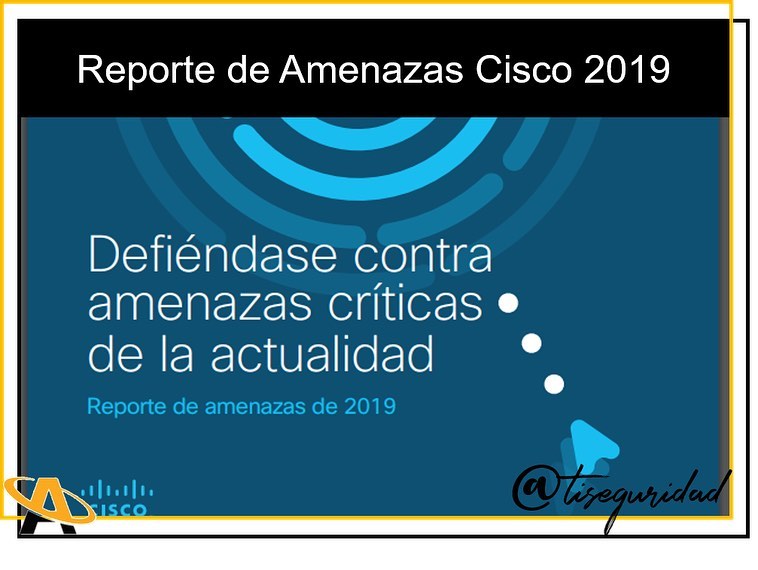 Reporte de Amenazas Cisco 2019
Defiéndase contra
amenazas críticas
de la actualidad
Reporte de amenazas de 2019
CISCO
@tiseguridad